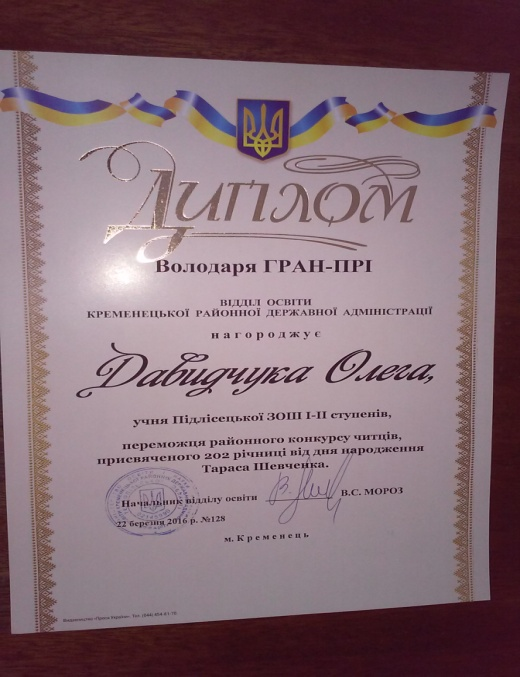 Диплом
Володаря ГРАН-ПРІ
ВІДДІЛ ОСВІТИ
КРЕМЕНЕЦЬКОЇ РАЙОННОЇ ДЕРЖАВНОЇ АДМІНІСТРАЦІЇ
нагороджує
Давидчука Олега,
учня Підлісецької ЗОШ І-ІІ ступенів,
переможця районного конкурсу читців,
присвяченого 202 річниці від дня народження
Тараса Шевченка.
Начальник відділу освіти В.С. МОРОЗ
22 березня 2016 р. №128
м. Кременець